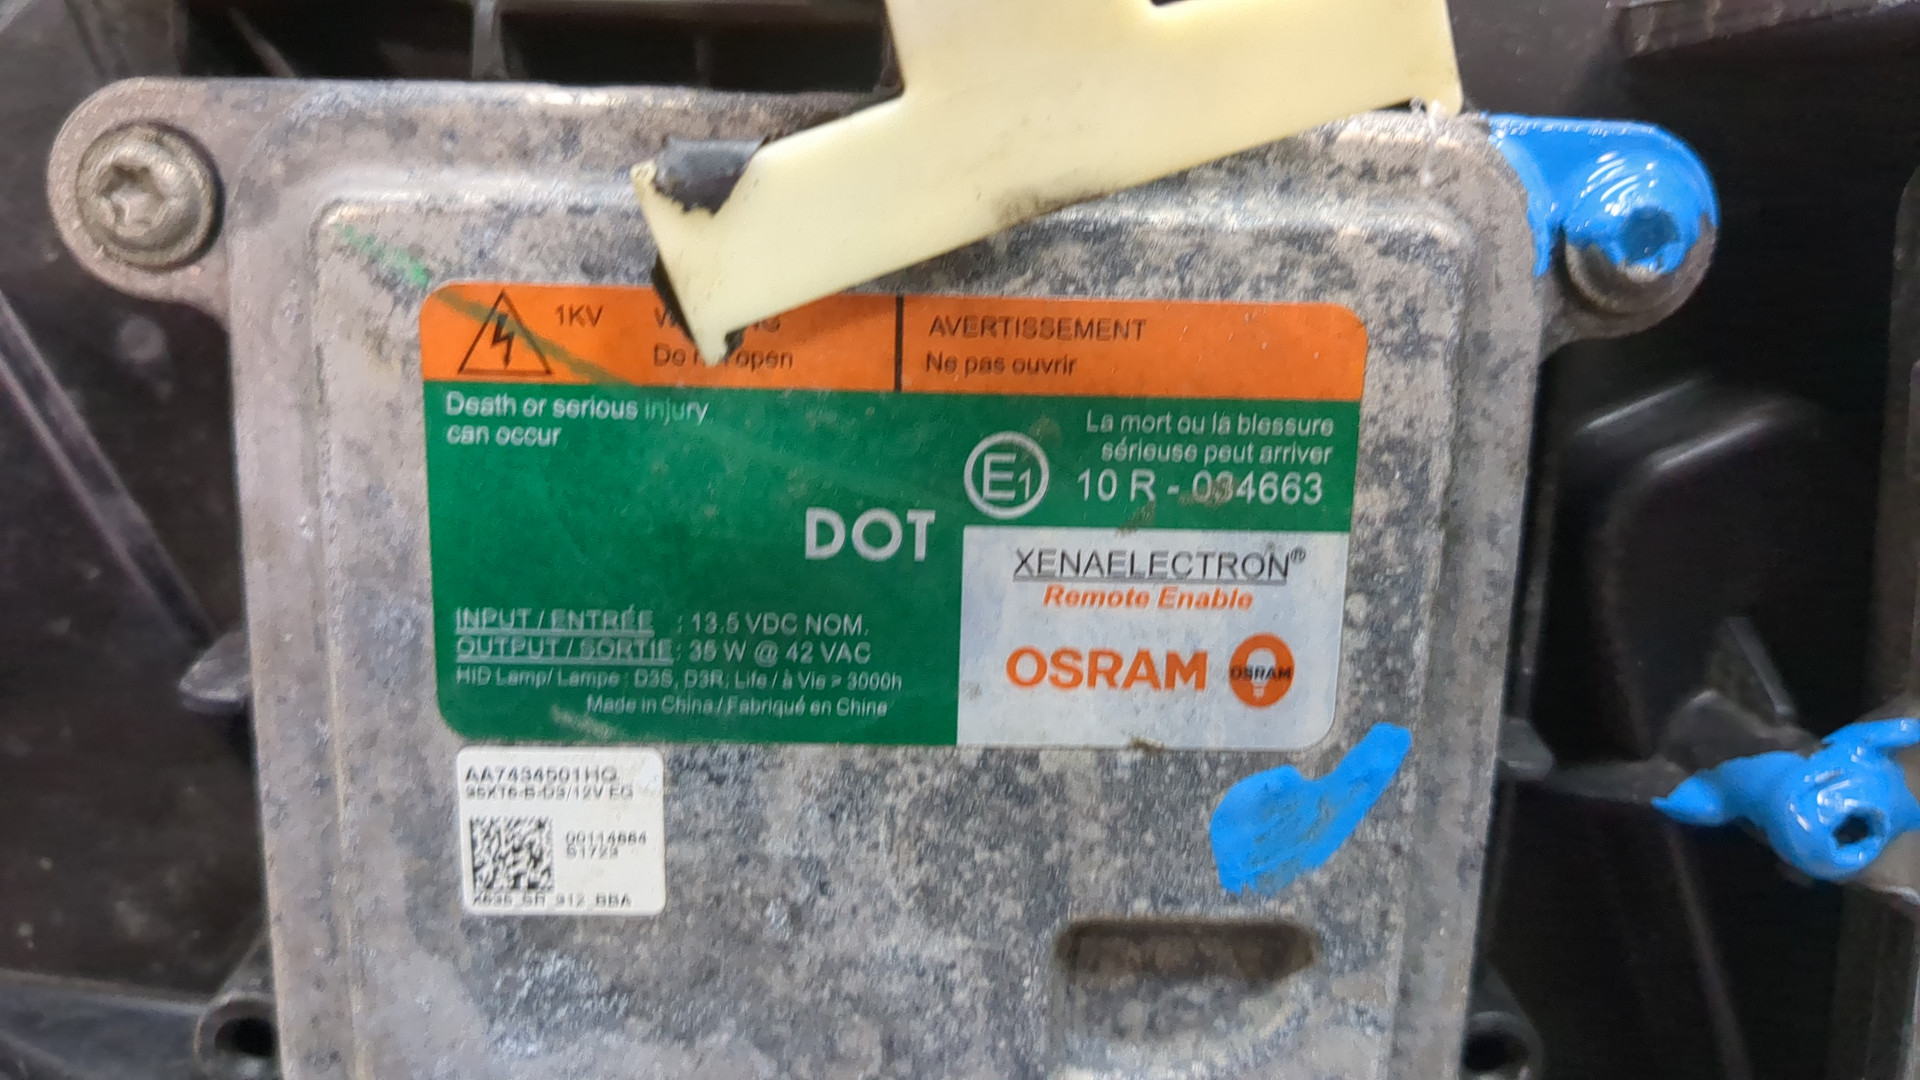 1KV
Do open
AVERTISSEMENT
Ne pas ouvrir
Death or serious injury
can occur
La mort ou la blessure
sérieuse peut arriver
E1 10 R - 034663
DOT
XENAELECTRON®
Remote Enable
OSRAM OSRAM
INPUT / ENTRÉE : 13.5 VDC NOM.
OUTPUT / SORTIE : 35 W @ 42 VAC
HID Lamp/ Lampe : D3S, D3R, Life / à Vie > 3000h
Made in China / Fabriqué en Chine
00114664
S1723